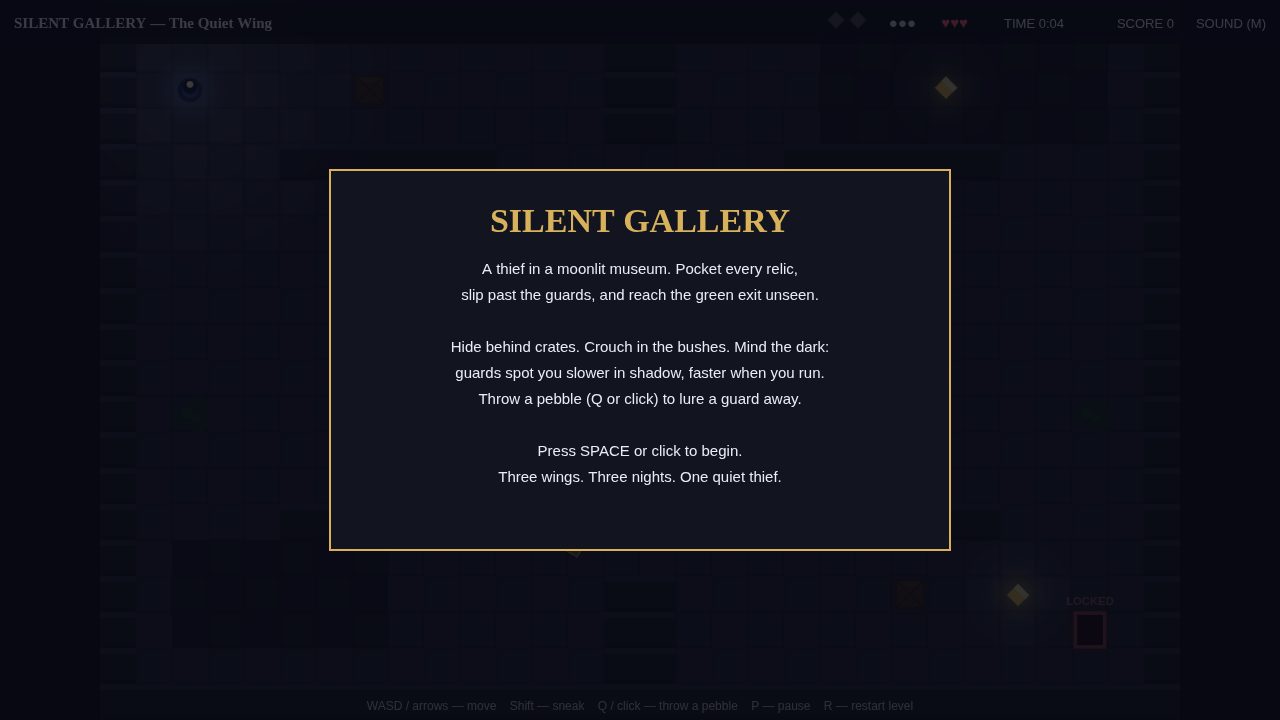 SILENT GALLERY — The Quiet Wing
TIME 0:04
SCORE 0
SOUND (M)
SILENT GALLERY
A thief in a moonlit museum. Pocket every relic,
slip past the guards, and reach the green exit unseen.
Hide behind crates. Crouch in the bushes. Mind the dark:
guards spot you slower in shadow, faster when you run.
Throw a pebble (Q or click) to lure a guard away.
Press SPACE or click to begin.
Three wings. Three nights. One quiet thief.
LOCKED
WASD / arrows — move Shift — sneak Q / click — throw a pebble P — pause R — restart level